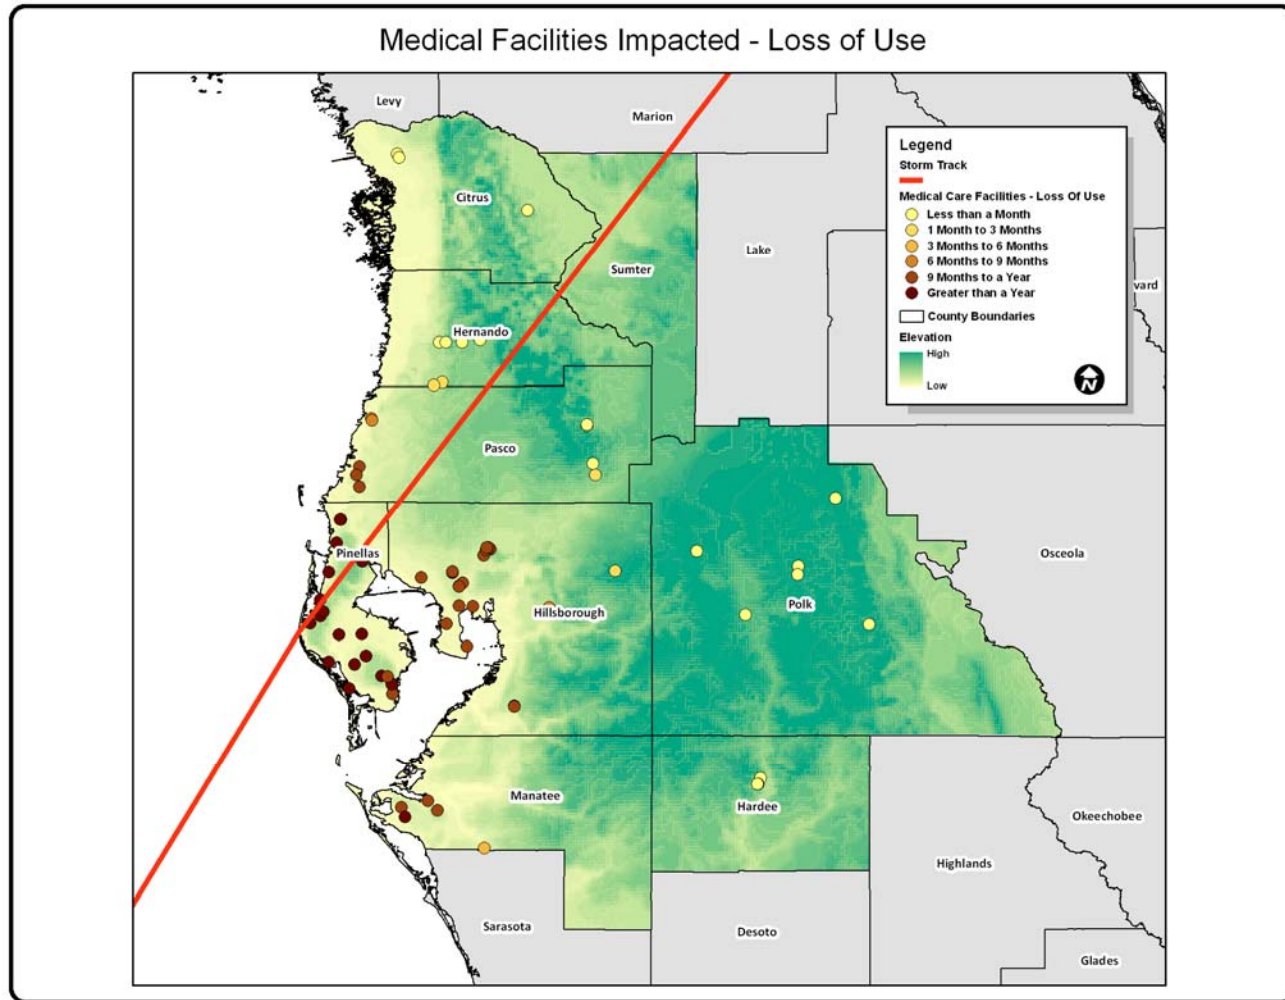 Medical Facilities Impacted - Loss of Use
Levy
Marion
Legend
Storm Track
Medical Care Facilities - Loss Of Use
Less than a Month
1 Month to 3 Months
3 Months to 6 Months
6 Months to 9 Months
9 Months to a Year
Greater than a Year
County Boundaries
Elevation
High
Low
N
Citrus
Lake
Sumter
vard
Hernando
Pasco
Pinellas
Osceola
Hillsborough
Polk
Manatee
Hardee
Okeechobee
Highlands
Sarasota
Desoto
Glades